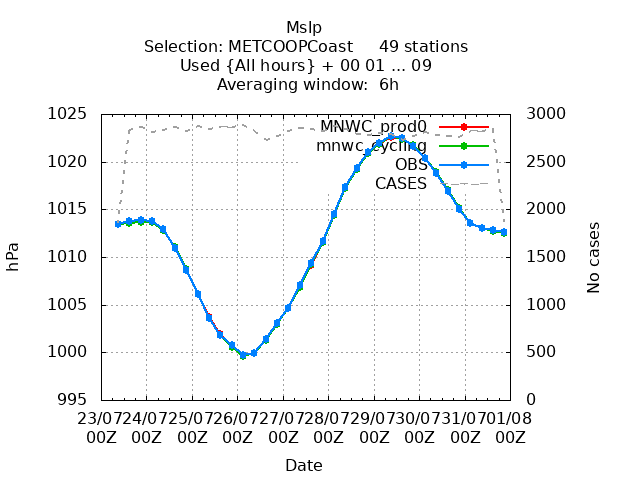 Mslp
Selection: METCOOPCoast 49 stations
Used {All hours} + 00 01 ... 09
Averaging window: 6h
1025
1020
1015
1010
1005
1000
995
hPa
3000
2500
2000
1500
1000
500
0
No cases
MNWC_prod0
mnwc_cycling
OBS
CASES
23/07 24/07 25/07 26/07 27/07 28/07 29/07 30/07 31/07 01/08
00Z 00Z 00Z 00Z 00Z 00Z 00Z 00Z 00Z 00Z
Date